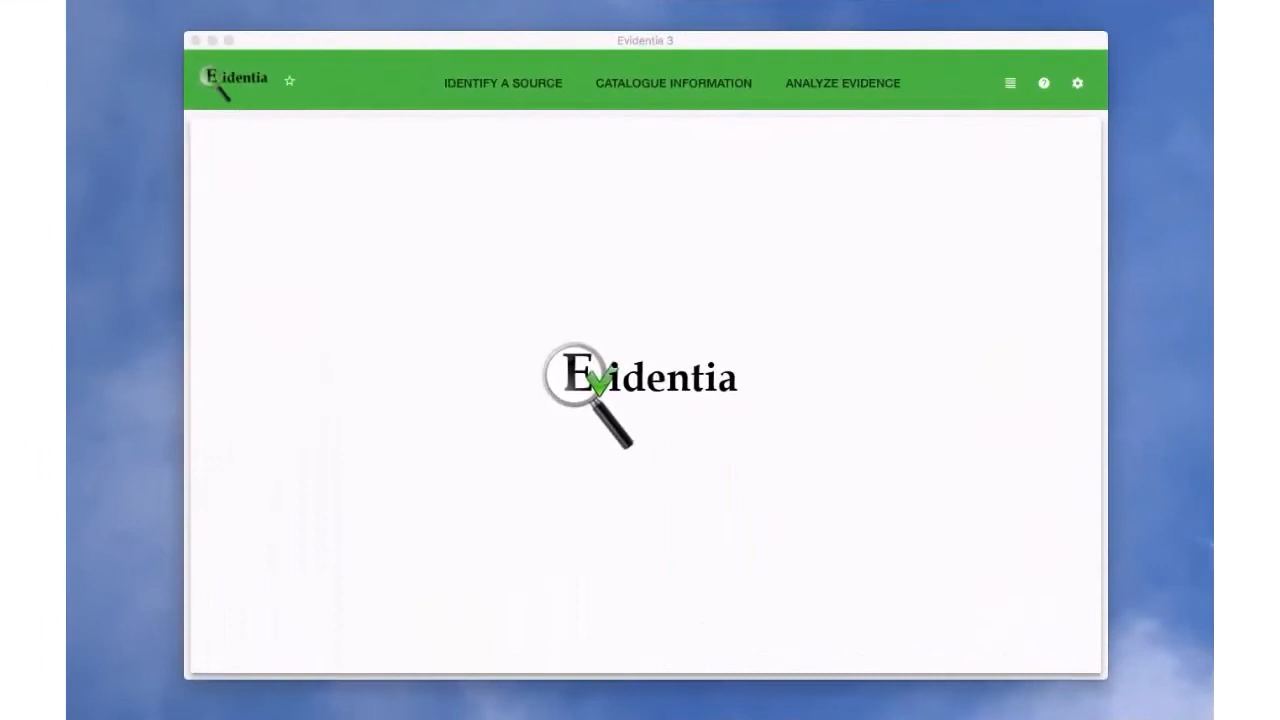 Evidentia 3
Evidentia
IDENTIFY A SOURCE
CATALOGUE INFORMATION
ANALYZE EVIDENCE
?
Evidentia